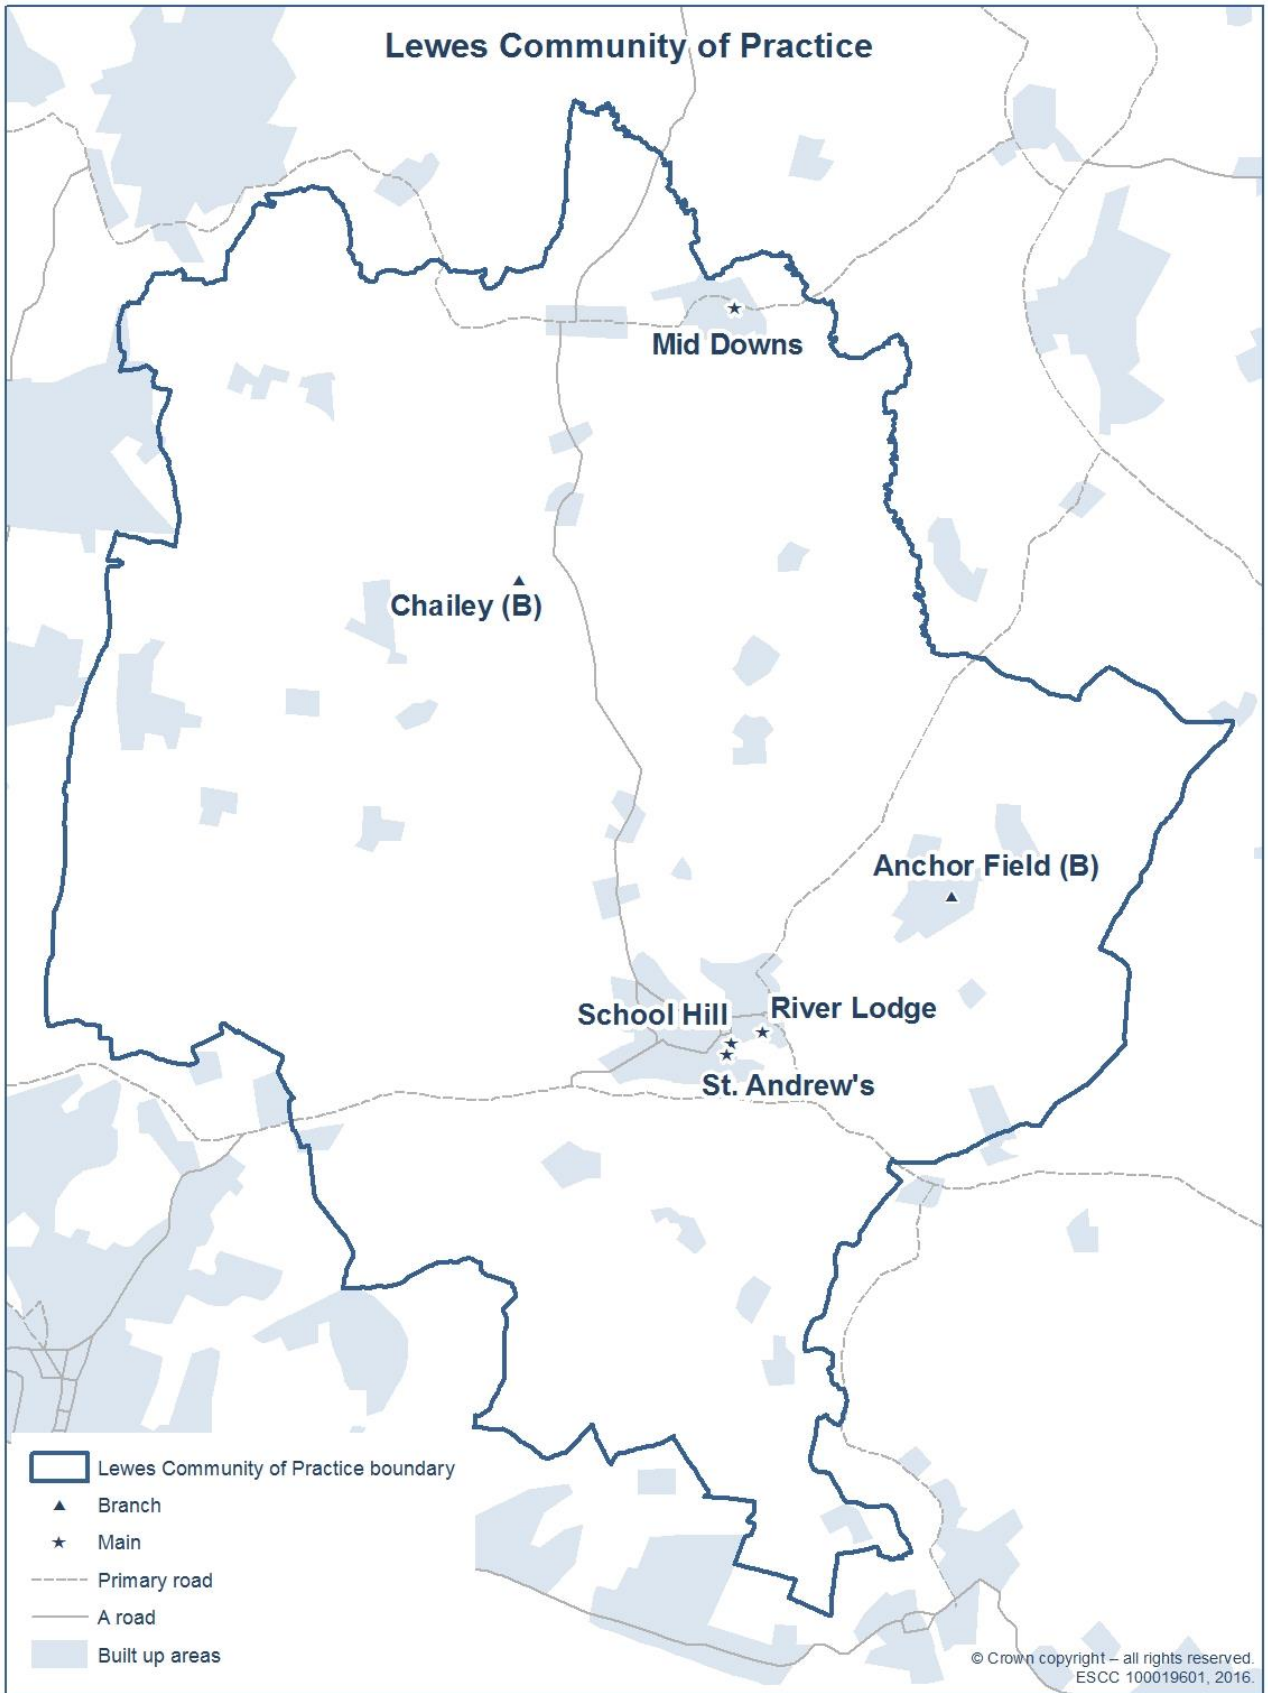 Lewes Community of Practice
Mid Downs
Chailey (B)
Anchor Field (B)
School Hill
River Lodge
St. Andrew's
Lewes Community of Practice boundary
Branch
Main
Primary road
A road
Built up areas
© Crown copyright – all rights reserved.
ESCC 100019601, 2016.